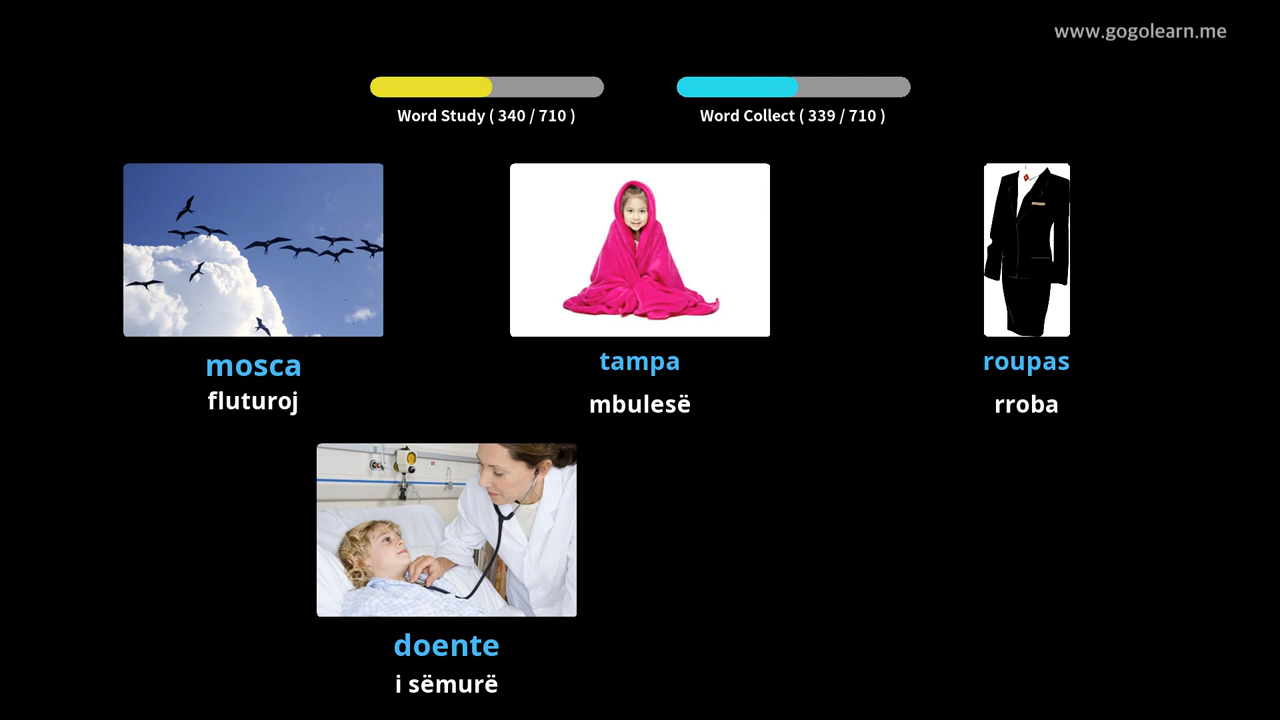 www.gogolearn.me
Word Study ( 340 / 710 )
Word Collect ( 339 / 710 )
mosca
fluturoj
tampa
mbulesë
roupas
rroba
doente
i sëmurë